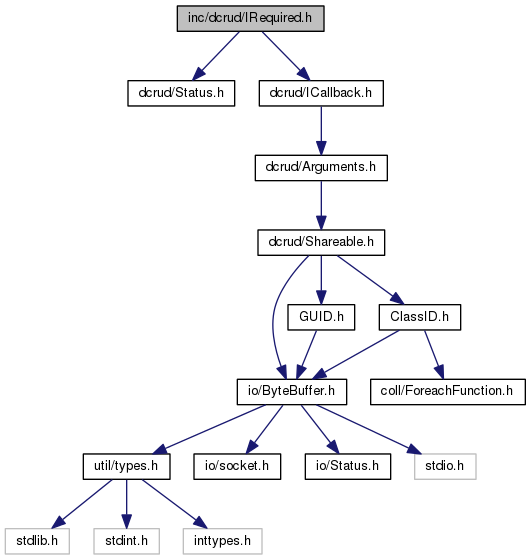 inc/dcrud/IRequired.h
dcrud/Status.h
dcrud/ICallback.h
dcrud/Arguments.h
dcrud/Shareable.h
GUID.h
ClassID.h
io/ByteBuffer.h
coll/ForeachFunction.h
util/types.h
io/socket.h
io/Status.h
stdio.h
stdlib.h
stdint.h
inttypes.h